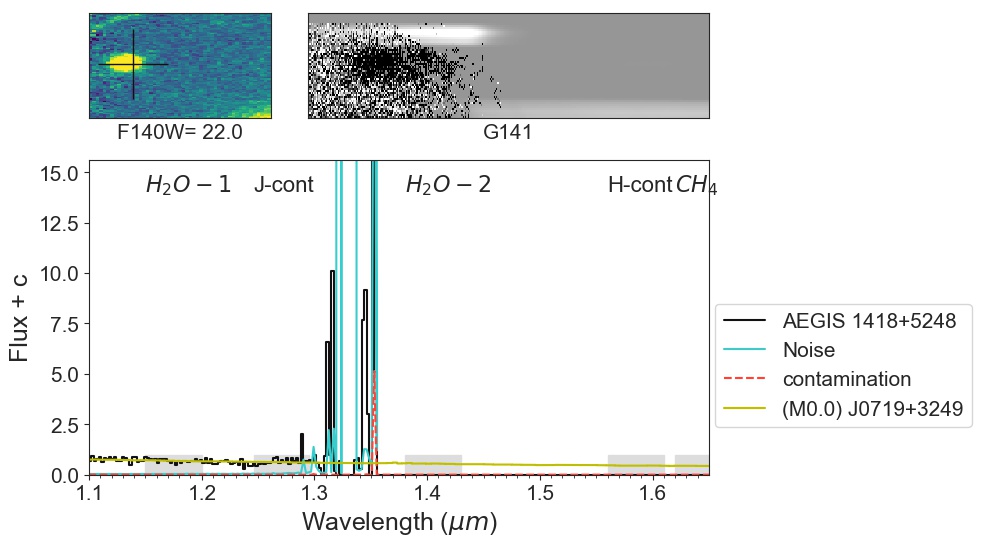 F140W= 22.0
G141
H₂O − 1
J-cont
H₂O − 2
H-cont
CH₄
15.0
12.5
10.0
7.5
5.0
2.5
0.0
Flux + c
1.1
1.2
1.3
1.4
1.5
1.6
Wavelength (μm)
AEGIS 1418+5248
Noise
contamination
(M0.0) J0719+3249